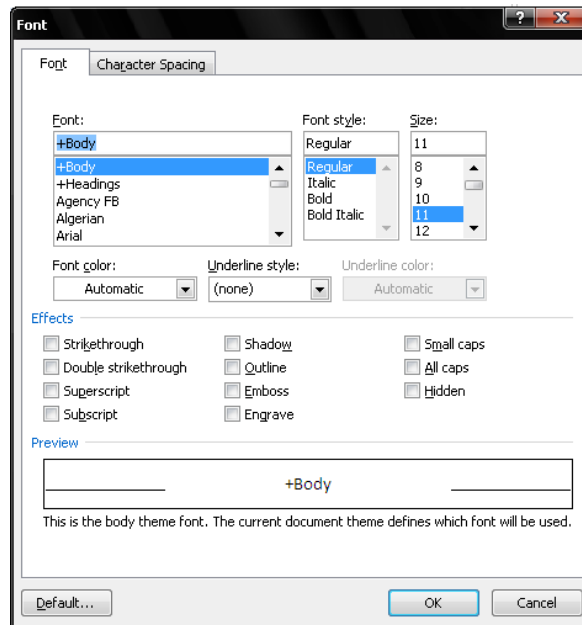 Font
?
Font Character Spacing
Font: Font style: Size:
+Body Regular 11
+Body Regular 8
+Headings Italic 9
Agency FB Bold 10
Algerian Bold Italic 11
Arial 12
Font color: Underline style: Underline color:
Automatic (none) Automatic
Effects
Strikethrough Shadow Small caps
Double strikethrough Outline All caps
Superscript Emboss Hidden
Subscript Engrave
Preview
+Body
This is the body theme font. The current document theme defines which font will be used.
Default... OK Cancel